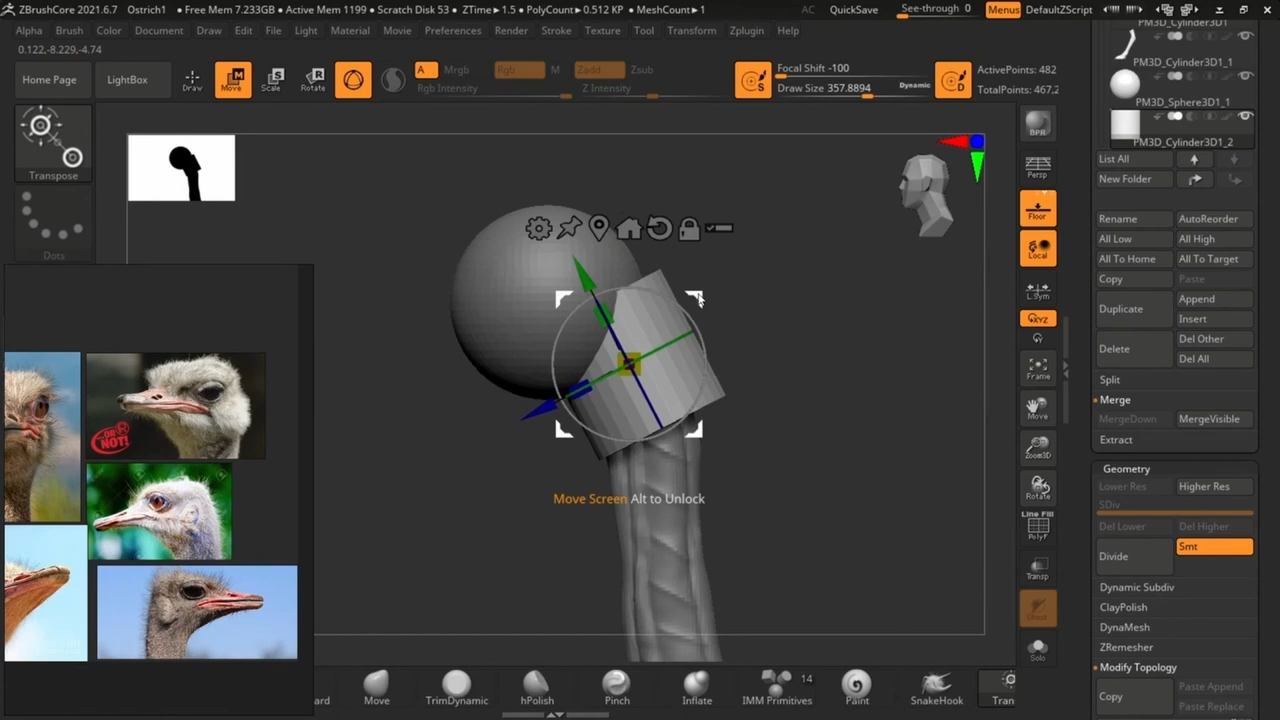 ZBrushCore 2021.6.7 Ostrich1 ● Free Mem 7.233GB ● Active Mem 1199 ● Scratch Disk 53 ● ZTime▶1.5 ● PolyCount▶0.512 KP ● MeshCount▶1 AC QuickSave See-through 0 Menus DefaultZScript
Alpha Brush Color Document Draw Edit File Light Material Movie Preferences Render Stroke Texture Tool Transform Zplugin Help
0.122,-8.229,-4.74
Home Page LightBox Draw Move Scale Rotate A Mrgb Rgb M Zadd Zsub
Rgb Intensity Z Intensity
Focal Shift -100
Draw Size 357.8894 Dynamic
ActivePoints: 482
TotalPoints: 467,2
Transpose
Dots
OR NOT!
Move Screen Alt to Unlock
BPR
Persp
Floor
Local
L.Sym
XYZ
Frame
Move
Zoom3D
Rotate
Line Fill
PolyF
Transp
Ghost
Solo
PM3D_Cylinder3D1
PM3D_Cylinder3D1_1
PM3D_Sphere3D1_1
PM3D_Cylinder3D1_2
List All
New Folder
Rename AutoReorder
All Low All High
All To Home All To Target
Copy Paste
Duplicate Append
Insert
Delete Del Other
Del All
Split
Merge
MergeDown MergeVisible
Extract
Geometry
Lower Res Higher Res
SDiv
Del Lower Del Higher
Divide Smt
Dynamic Subdiv
ClayPolish
DynaMesh
ZRemesher
Modify Topology
Copy Paste Append
Paste Replace
ard Move TrimDynamic hPolish Pinch Inflate IMM Primitives 14 Paint SnakeHook Tran